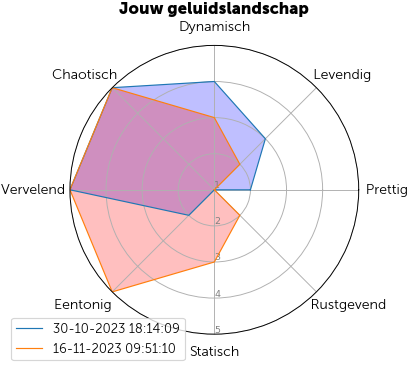 Jouw geluidslandschap
Dynamisch
Chaotisch
Levendig
Vervelend
1
Prettig
2
3
Eentonig
4
Rustgevend
5
Statisch
30-10-2023 18:14:09
16-11-2023 09:51:10